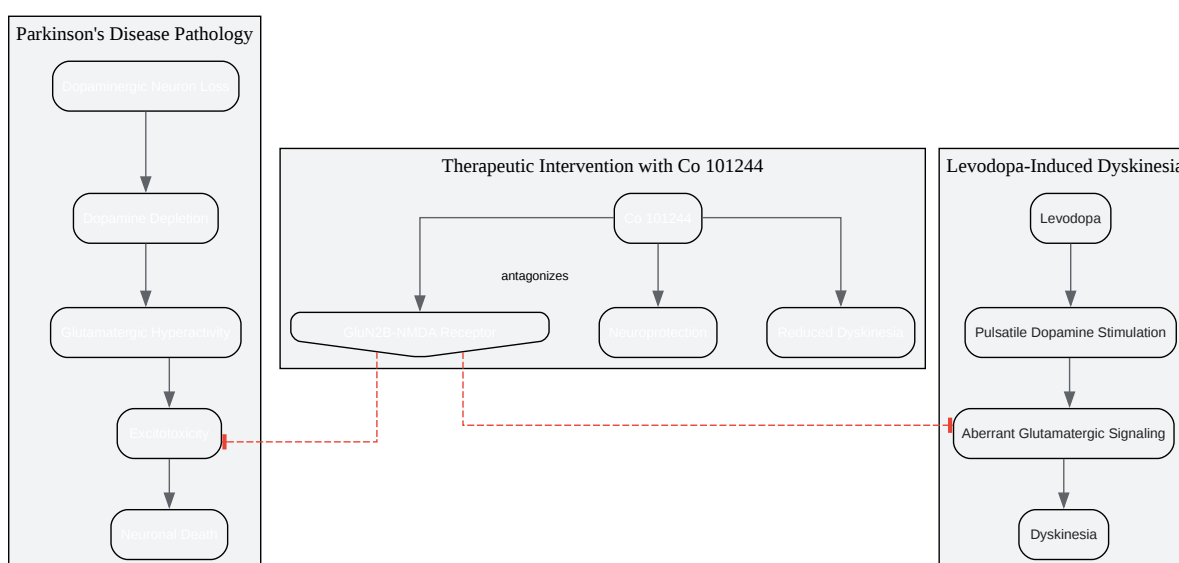 Parkinson's Disease Pathology
Dopaminergic Neuron Loss
Dopamine Depletion
Glutamatergic Hyperactivity
Excitotoxicity
Neuronal Death
Therapeutic Intervention with Co 101244
Co 101244
antagonizes
GluN2B-NMDA Receptor
Neuroprotection
Reduced Dyskinesia
Levodopa-Induced Dyskinesia
Levodopa
Pulsatile Dopamine Stimulation
Aberrant Glutamatergic Signaling
Dyskinesia